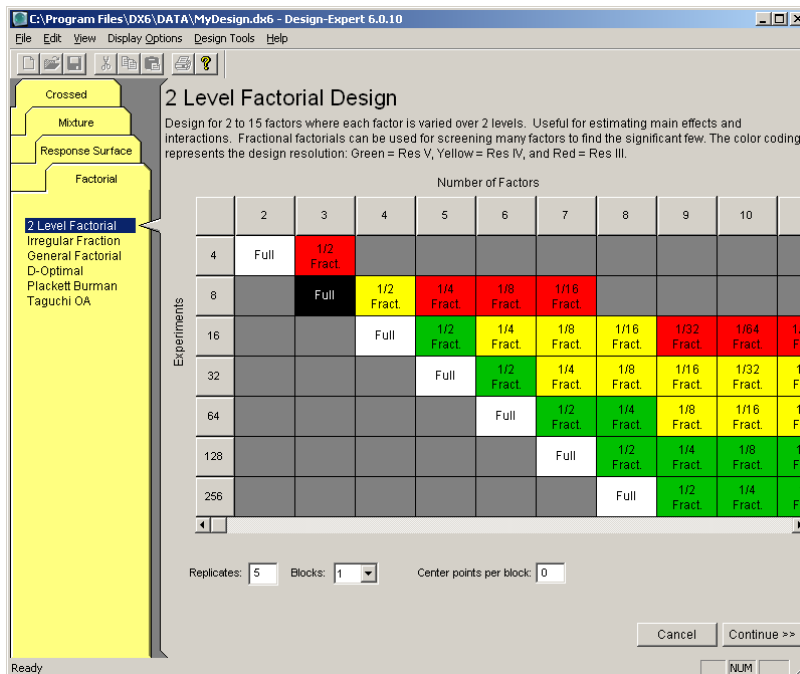 C:\Program Files\DX6\DATA\MyDesign.dx6 - Design-Expert 6.0.10
File Edit View Display Options Design Tools Help
Crossed
Mixture
Response Surface
Factorial
2 Level Factorial
Irregular Fraction
General Factorial
D-Optimal
Plackett Burman
Taguchi OA
2 Level Factorial Design
Design for 2 to 15 factors where each factor is varied over 2 levels. Useful for estimating main effects and
interactions. Fractional factorials can be used for screening many factors to find the significant few. The color coding
represents the design resolution: Green = Res V, Yellow = Res IV, and Red = Res III.
Number of Factors
2 3 4 5 6 7 8 9 10
Experiments
4 Full 1/2 Fract.
8 Full 1/2 Fract. 1/4 Fract. 1/8 Fract. 1/16 Fract.
16 Full 1/2 Fract. 1/4 Fract. 1/8 Fract. 1/16 Fract. 1/32 Fract. 1/64 Fract.
32 Full 1/2 Fract. 1/4 Fract. 1/8 Fract. 1/16 Fract. 1/32 Fract.
64 Full 1/2 Fract. 1/4 Fract. 1/8 Fract. 1/16 Fract.
128 Full 1/2 Fract. 1/4 Fract. 1/8 Fract.
256 Full 1/2 Fract. 1/4 Fract.
Replicates: 5 Blocks: 1 Center points per block: 0
Cancel Continue >>
Ready NUM